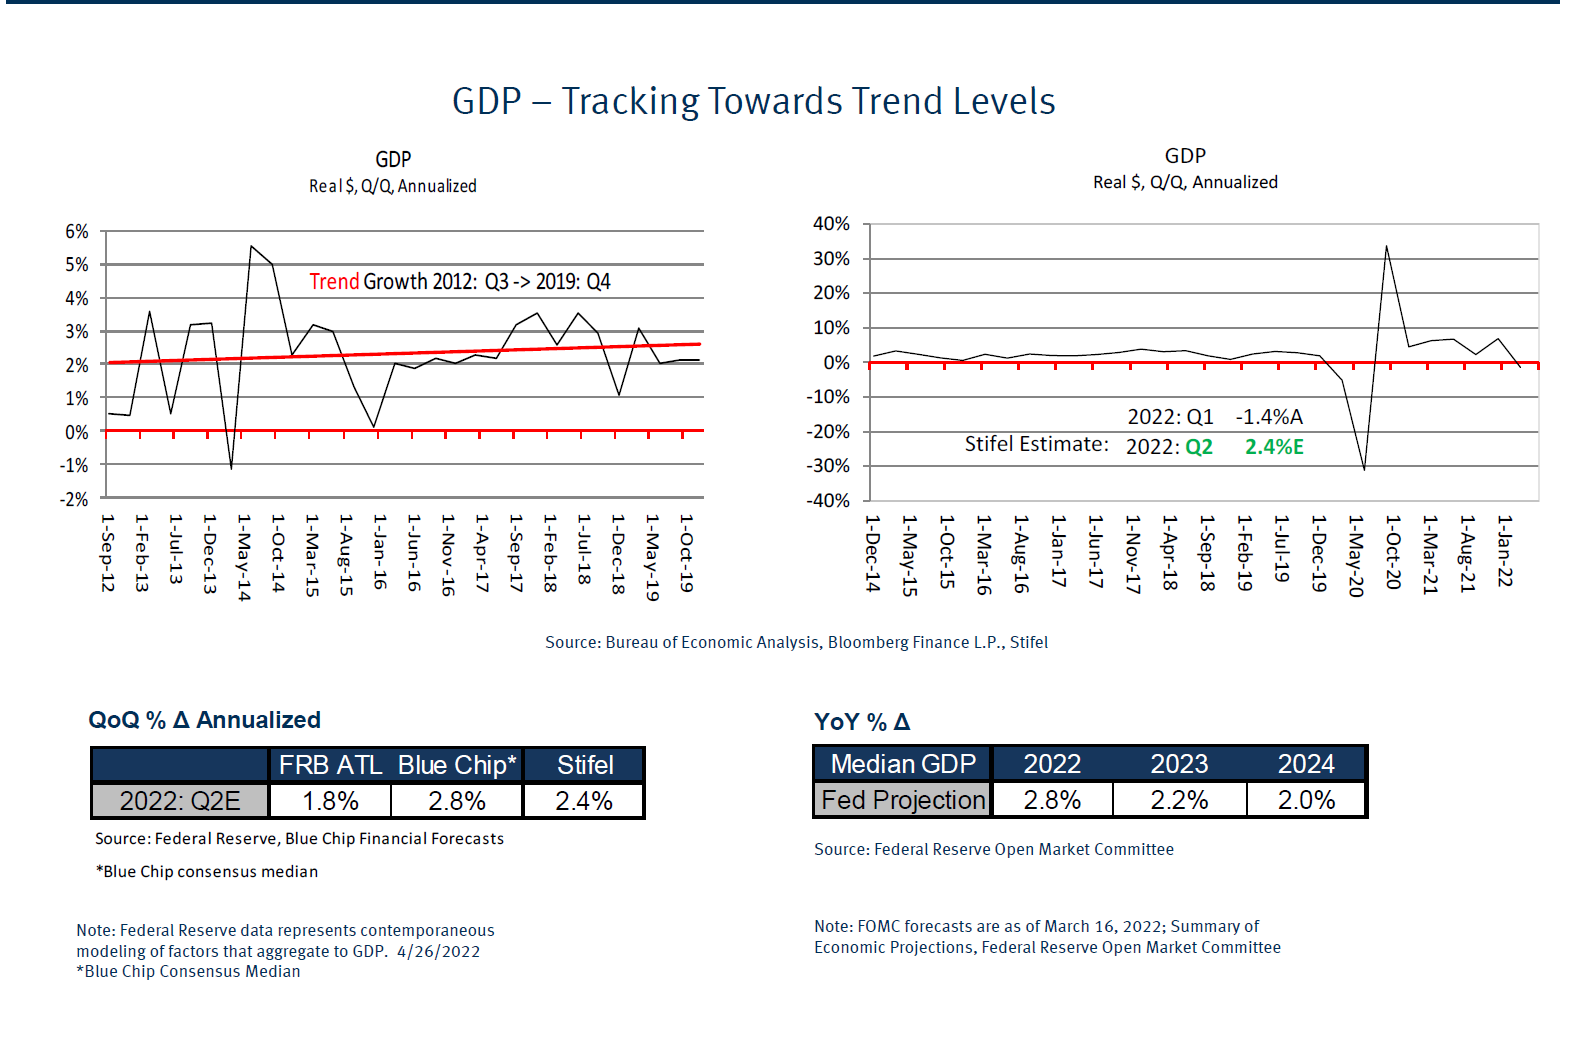 GDP – Tracking Towards Trend Levels
GDP
Real $, Q/Q, Annualized
6%
5%
4%
3%
2%
1%
0%
-1%
-2%
Trend Growth 2012: Q3 -> 2019: Q4
1-Sep-12
1-Feb-13
1-Jul-13
1-Dec-13
1-May-14
1-Oct-14
1-Mar-15
1-Aug-15
1-Jan-16
1-Jun-16
1-Nov-16
1-Apr-17
1-Sep-17
1-Feb-18
1-Jul-18
1-Dec-18
1-May-19
1-Oct-19
GDP
Real $, Q/Q, Annualized
40%
30%
20%
10%
0%
-10%
-20%
-30%
-40%
2022: Q1 -1.4%A
Stifel Estimate: 2022: Q2 2.4%E
1-Dec-14
1-May-15
1-Oct-15
1-Mar-16
1-Aug-16
1-Jan-17
1-Jun-17
1-Nov-17
1-Apr-18
1-Sep-18
1-Feb-19
1-Jul-19
1-Dec-19
1-May-20
1-Oct-20
1-Mar-21
1-Aug-21
1-Jan-22
Source: Bureau of Economic Analysis, Bloomberg Finance L.P., Stifel
QoQ % Δ Annualized
FRB ATL Blue Chip* Stifel
2022: Q2E 1.8% 2.8% 2.4%
Source: Federal Reserve, Blue Chip Financial Forecasts
*Blue Chip consensus median
Note: Federal Reserve data represents contemporaneous
modeling of factors that aggregate to GDP. 4/26/2022
*Blue Chip Consensus Median
YoY % Δ
Median GDP 2022 2023 2024
Fed Projection 2.8% 2.2% 2.0%
Source: Federal Reserve Open Market Committee
Note: FOMC forecasts are as of March 16, 2022; Summary of
Economic Projections, Federal Reserve Open Market Committee